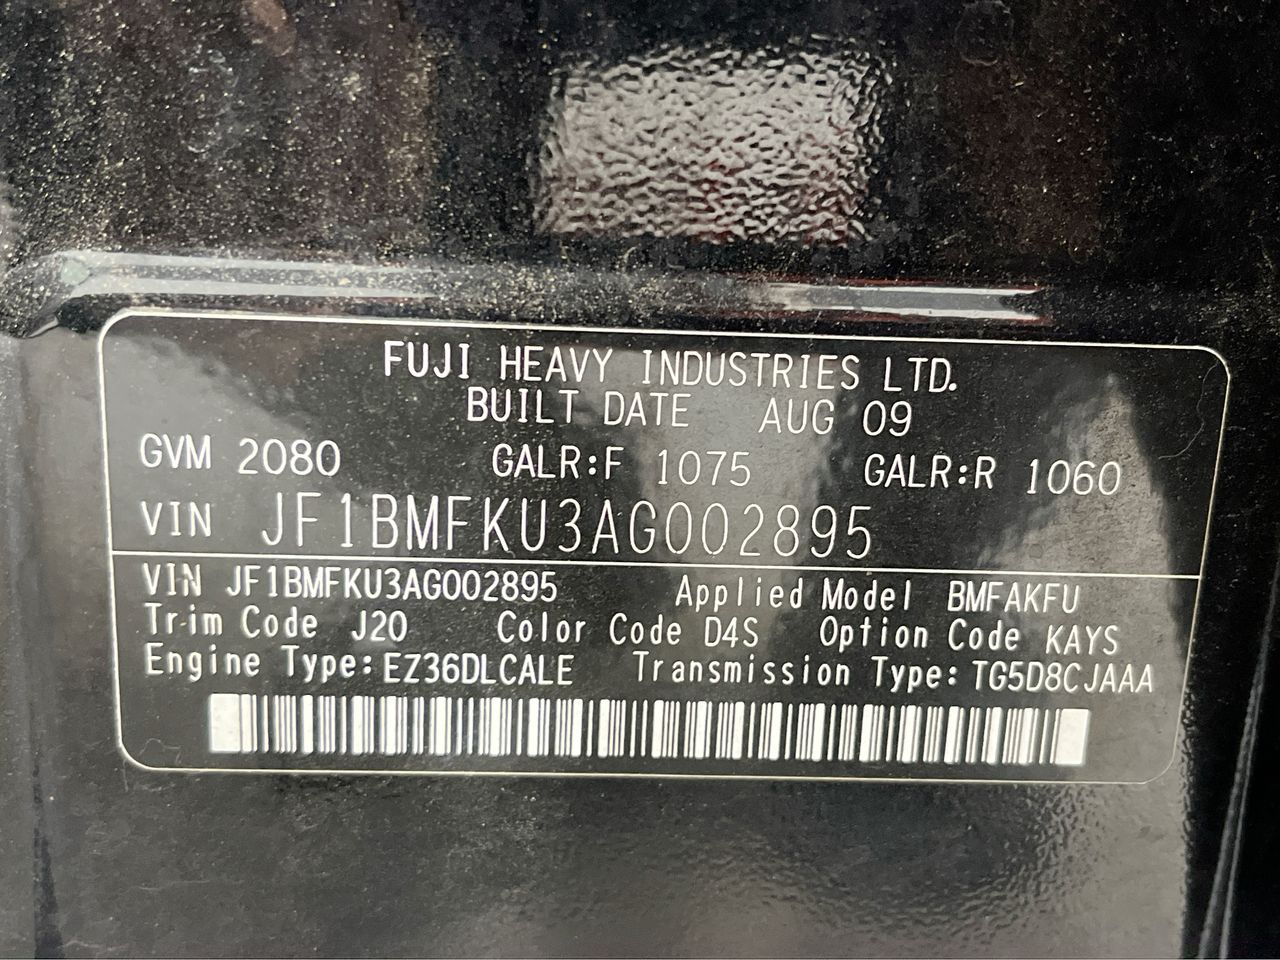 FUJI HEAVY INDUSTRIES LTD.
BUILT DATE AUG 09
GVM 2080 GALR:F 1075 GALR:R 1060
VIN JF1BMFKU3AG002895
VIN JF1BMFKU3AG002895 Applied Model BMFAKFU
Trim Code J20 Color Code D4S Option Code KAYS
Engine Type:EZ36DLCALE Transmission Type:TG5D8CJAAA